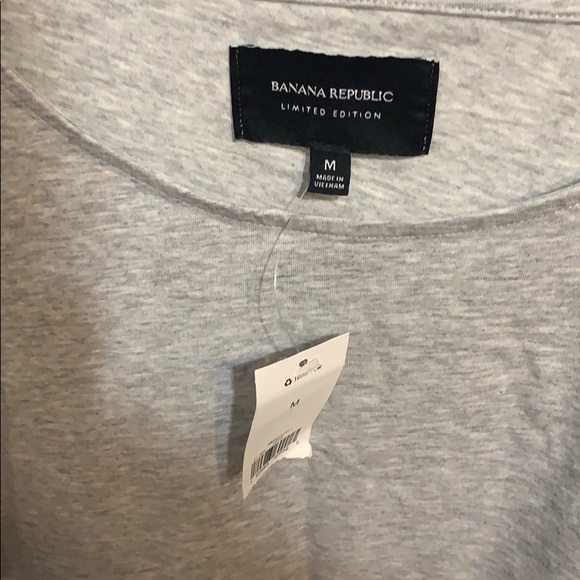 BANANA REPUBLIC
LIMITED EDITION
M
MADE IN
VIETNAM
M